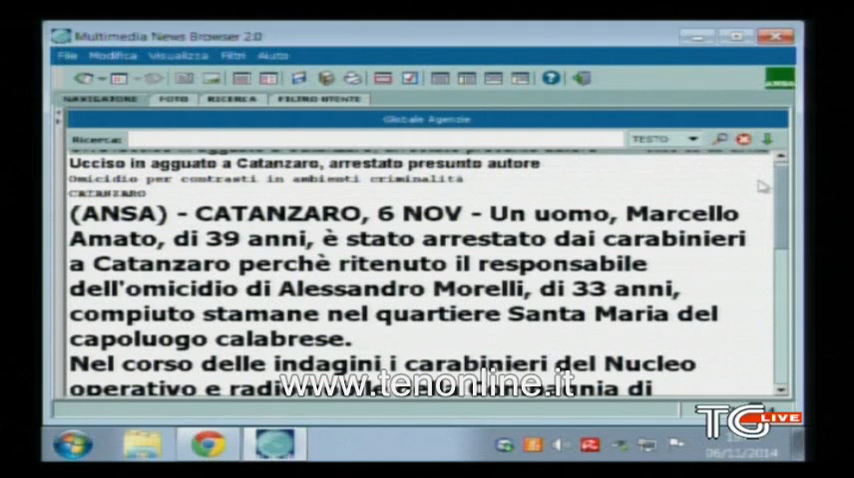 Multimedia News Browser 2.0
File Modifica Visualizza Filtri Aiuto
NAVIGATORE FOTO RICERCA FILTRO UTENTE
Globale Agenzie
Ricerca: TESTO
Ucciso in agguato a Catanzaro, arrestato presunto autore
Omicidio per contrasti in ambienti criminalità
CATANZARO
(ANSA) - CATANZARO, 6 NOV - Un uomo, Marcello
Amato, di 39 anni, è stato arrestato dai carabinieri
a Catanzaro perchè ritenuto il responsabile
dell'omicidio di Alessandro Morelli, di 33 anni,
compiuto stamane nel quartiere Santa Maria del
capoluogo calabrese.
Nel corso delle indagini i carabinieri del Nucleo
operativo e
di
www.tenonline.it
TG LIVE
06/11/2014